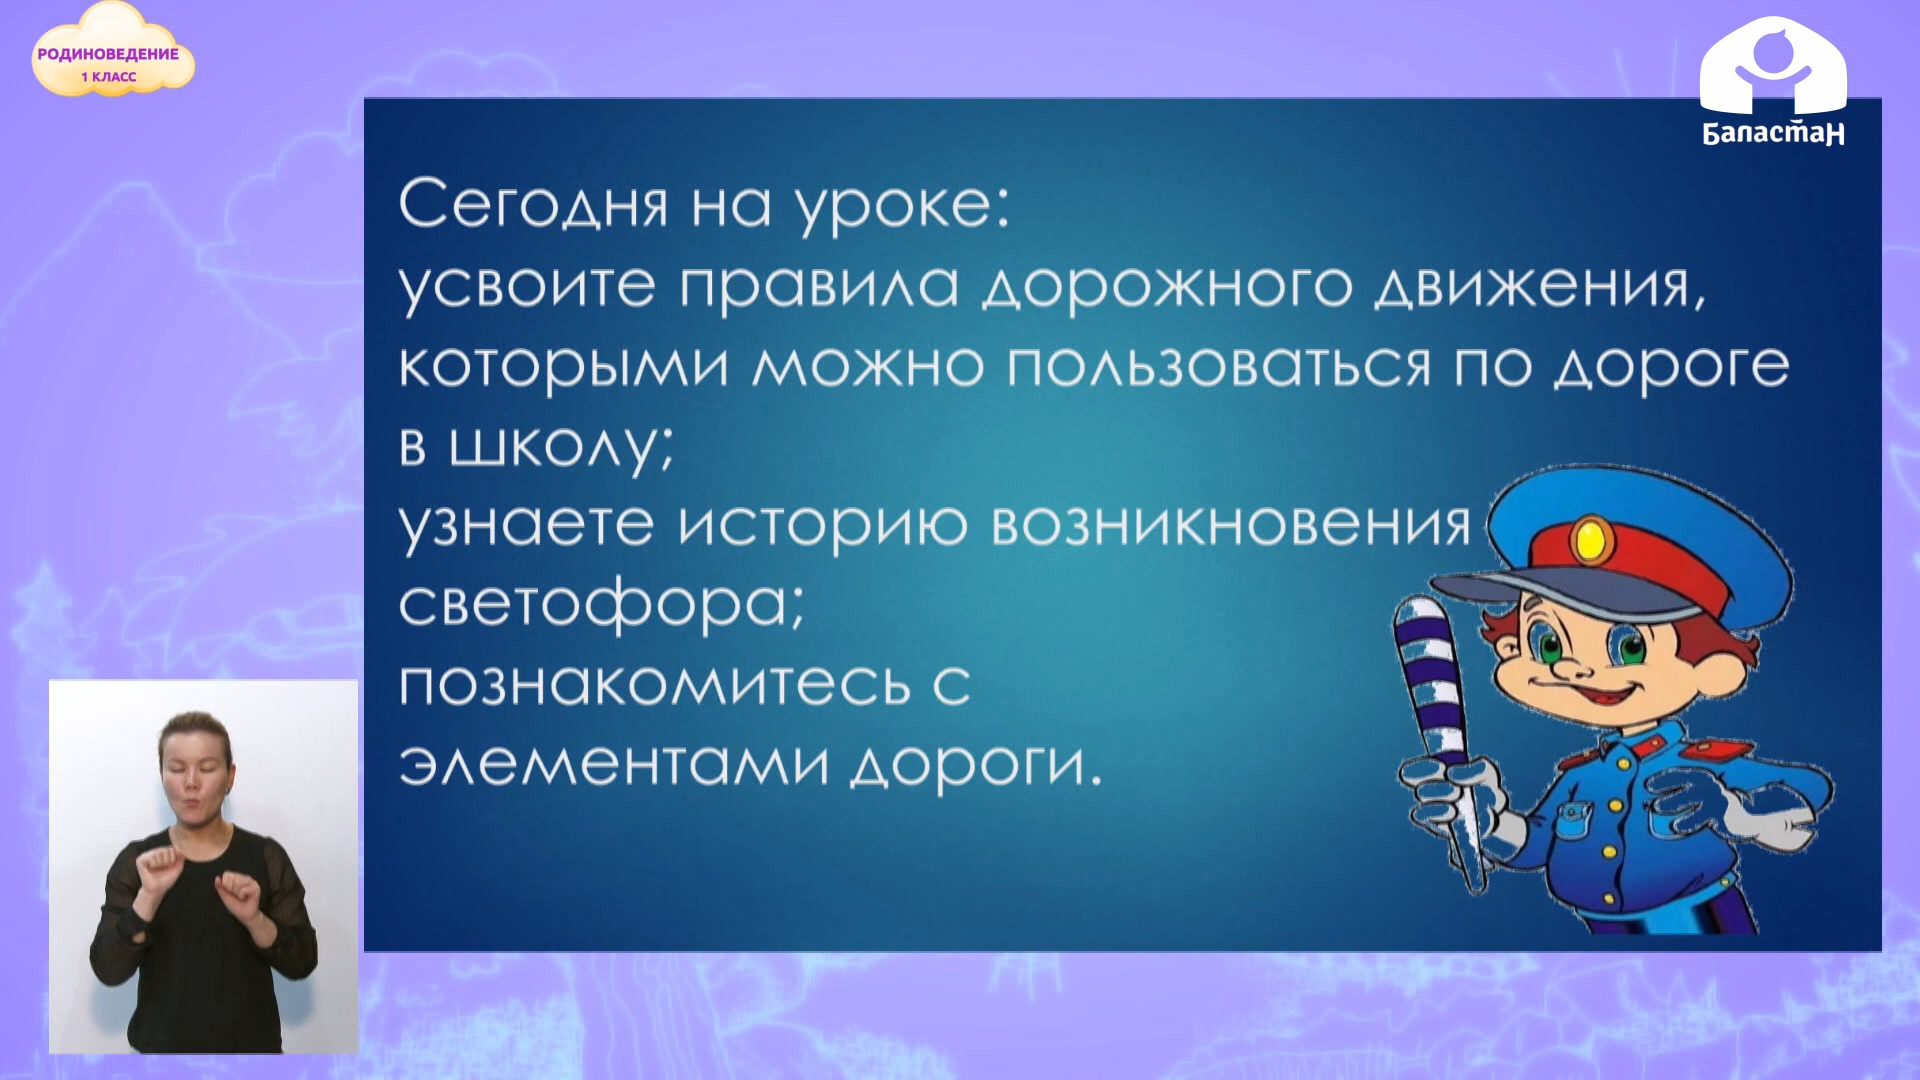 РОДИНОВЕДЕНИЕ
1 КЛАСС
БаластаН
Сегодня на уроке:
усвоите правила дорожного движения,
которыми можно пользоваться по дороге
в школу;
узнаете историю возникновения
светофора;
познакомитесь с
элементами дороги.